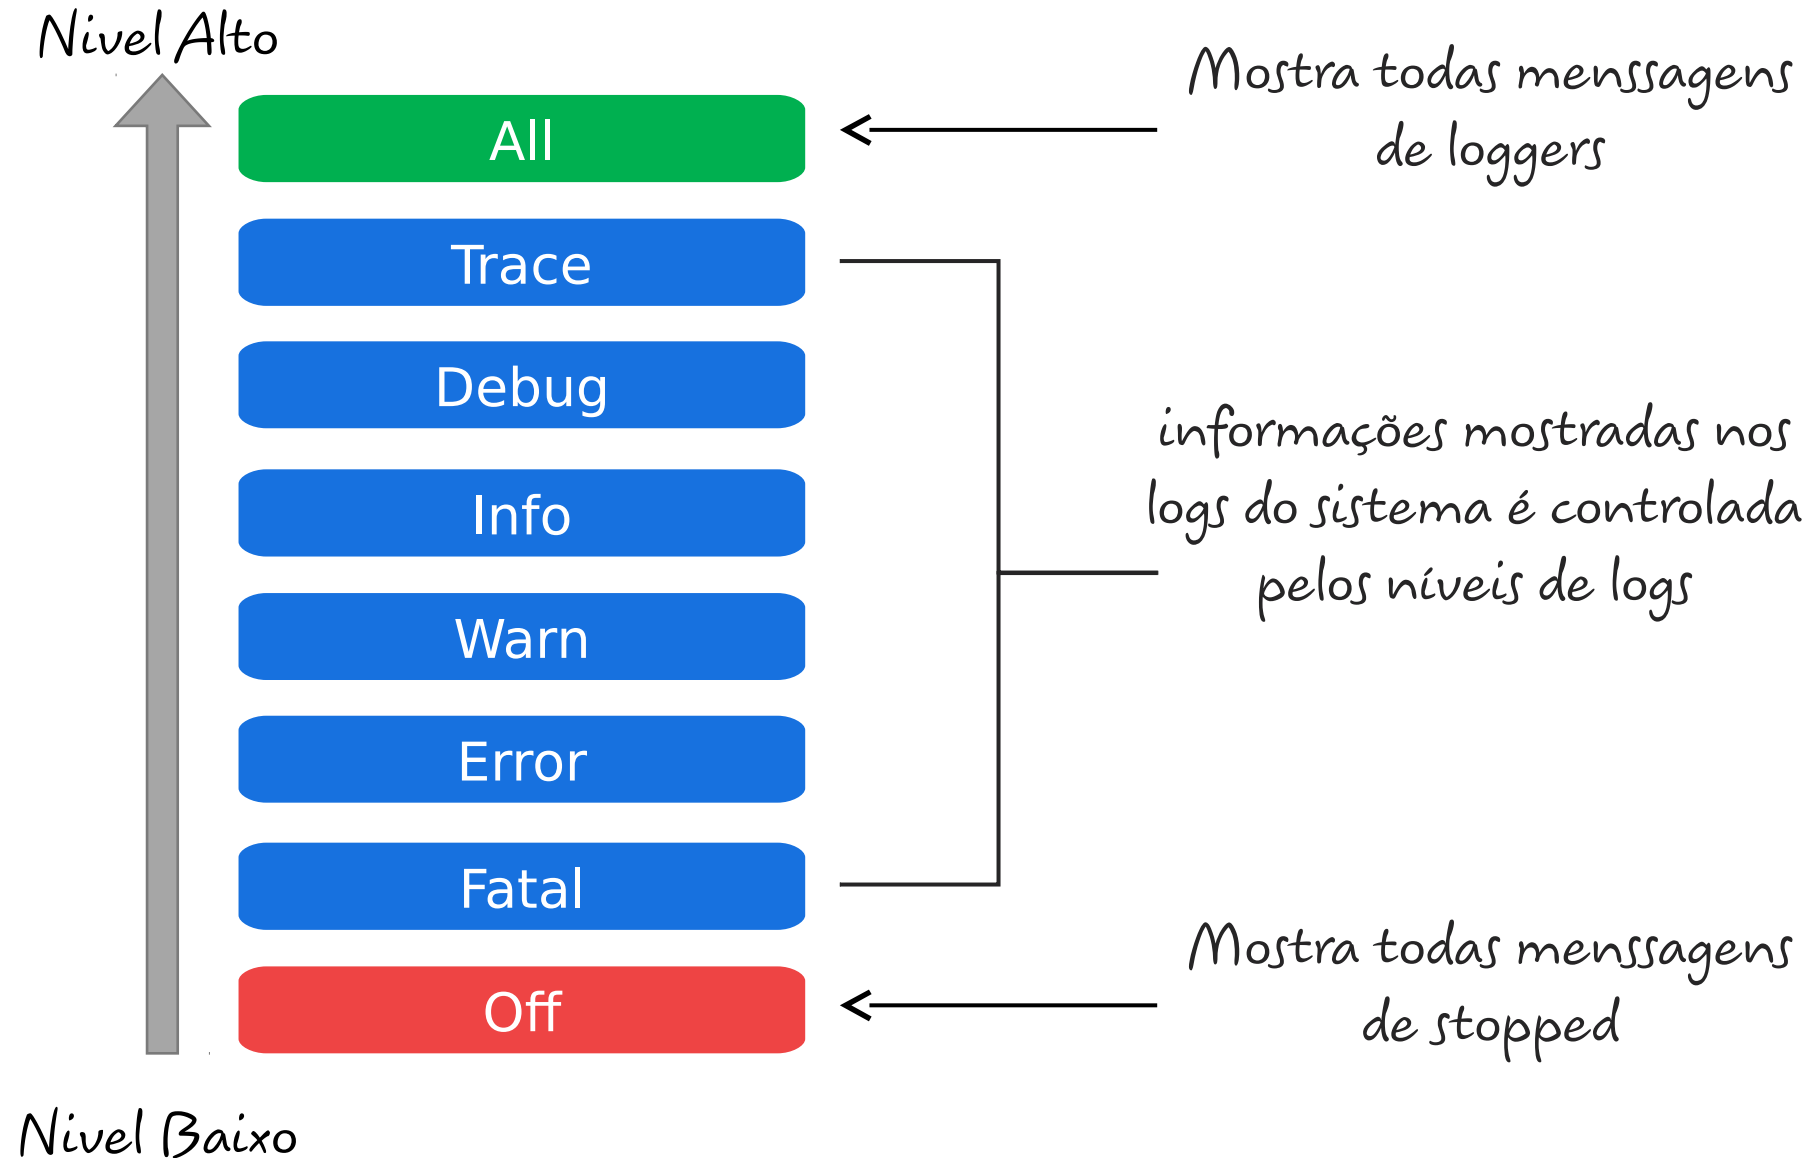 Nivel Alto
All
Mostra todas menssagens
de loggers
Trace
Debug
Info
Warn
Error
Fatal
informações mostradas nos
logs do sistema é controlada
pelos níveis de logs
Off
Mostra todas menssagens
de stopped
Nivel Baixo